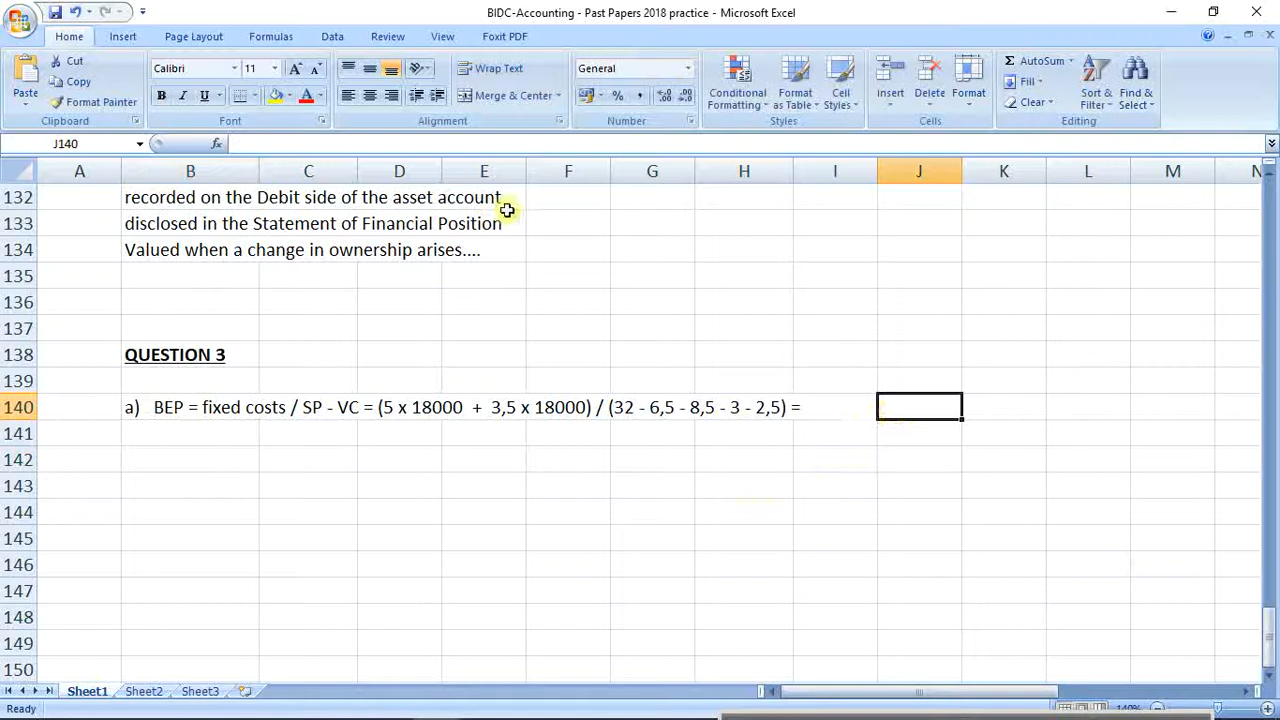 BIDC-Accounting - Past Papers 2018 practice - Microsoft Excel
Home Insert Page Layout Formulas Data Review View Foxit PDF
Cut
Copy
Format Painter
Paste
Calibri 11
B I U
Wrap Text
Merge & Center
General
%
Conditional Formatting
Format as Table
Cell Styles
Insert Delete Format
Σ AutoSum
Fill
Clear
Sort & Filter
Find & Select
Clipboard Font Alignment Number Styles Cells Editing
J140 fx
A B C D E F G H I J K L M N
132 recorded on the Debit side of the asset account
133 disclosed in the Statement of Financial Position
134 Valued when a change in ownership arises....
135
136
137
138 QUESTION 3
139
140 a) BEP = fixed costs / SP - VC = (5 x 18000 + 3,5 x 18000) / (32 - 6,5 - 8,5 - 3 - 2,5) =
141
142
143
144
145
146
147
148
149
150
Sheet1 Sheet2 Sheet3
Ready 140%